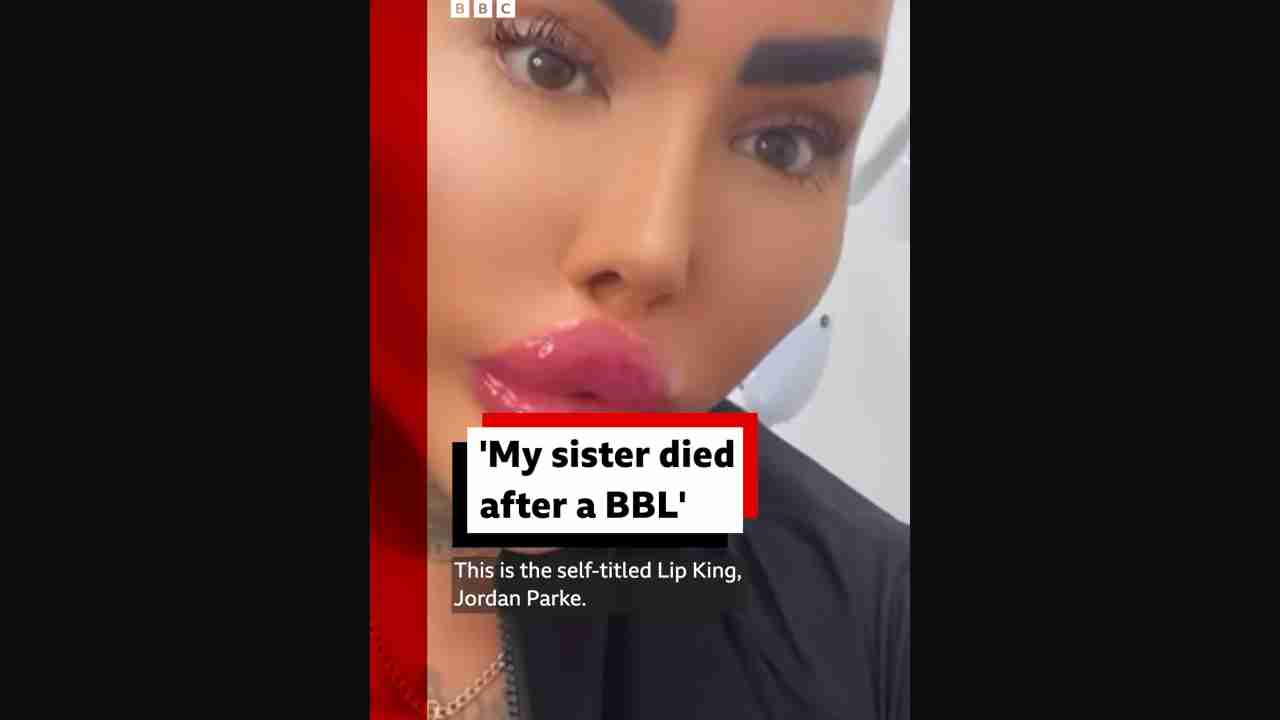 BBC
'My sister died
after a BBL'
This is the self-titled Lip King,
Jordan Parke.